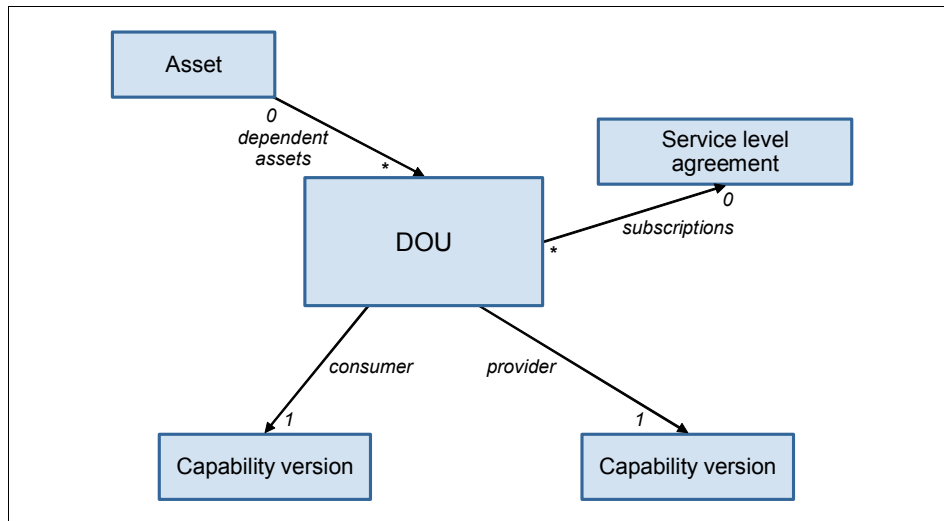 Asset
0
dependent
assets
*
Service level
agreement
0
subscriptions
DOU
*
consumer
provider
1
1
Capability version
Capability version